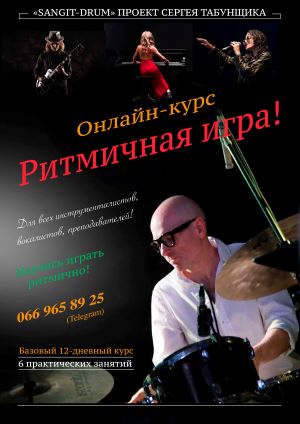 «SANGIT-DRUM» ПРОЕКТ СЕРГЕЯ ТАБУНЩИКА
Онлайн-курс
Ритмичная игра!
Для всех инструменталистов,
вокалистов, преподавателей!
Научись играть
ритмично!
066 965 89 25
(Telegram)
Базовый 12-дневный курс
6 практических занятий